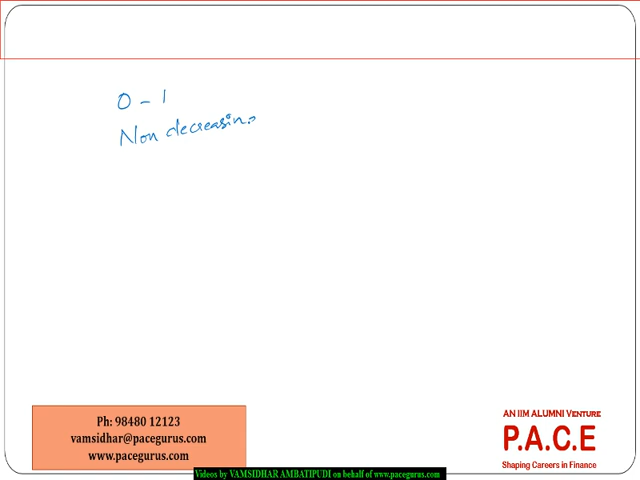 0 - 1
Non decreasing
Ph: 98480 12123
vamsidhar@pacegurus.com
www.pacegurus.com
AN IIM ALUMNI VENTURE
P.A.C.E
Shaping Careers in Finance
Videos by VAMSIDHAR AMBATIPUDI on behalf of www.pacegurus.com